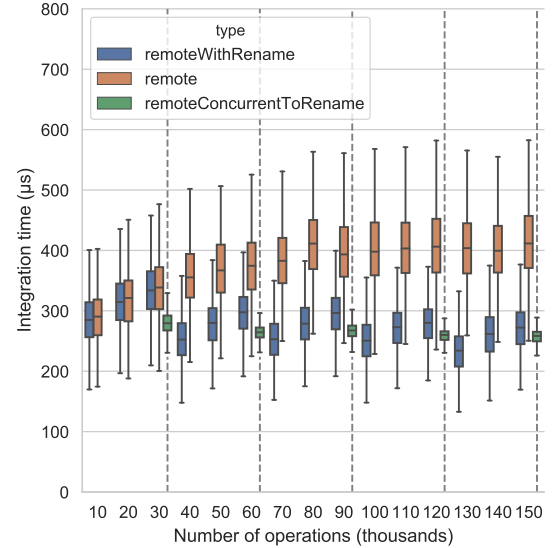 800
700
600
500
400
300
200
100
0
Integration time (μs)
type
remoteWithRename
remote
remoteConcurrentToRename
10 20 30 40 50 60 70 80 90 100 110 120 130 140 150
Number of operations (thousands)